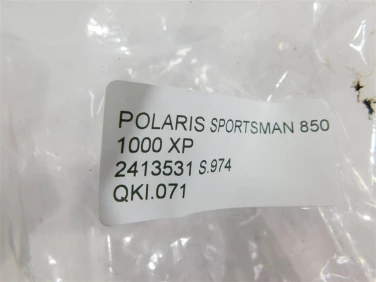 POLARIS SPORTSMAN 850
1000 XP
2413531 S.974
QKI.071